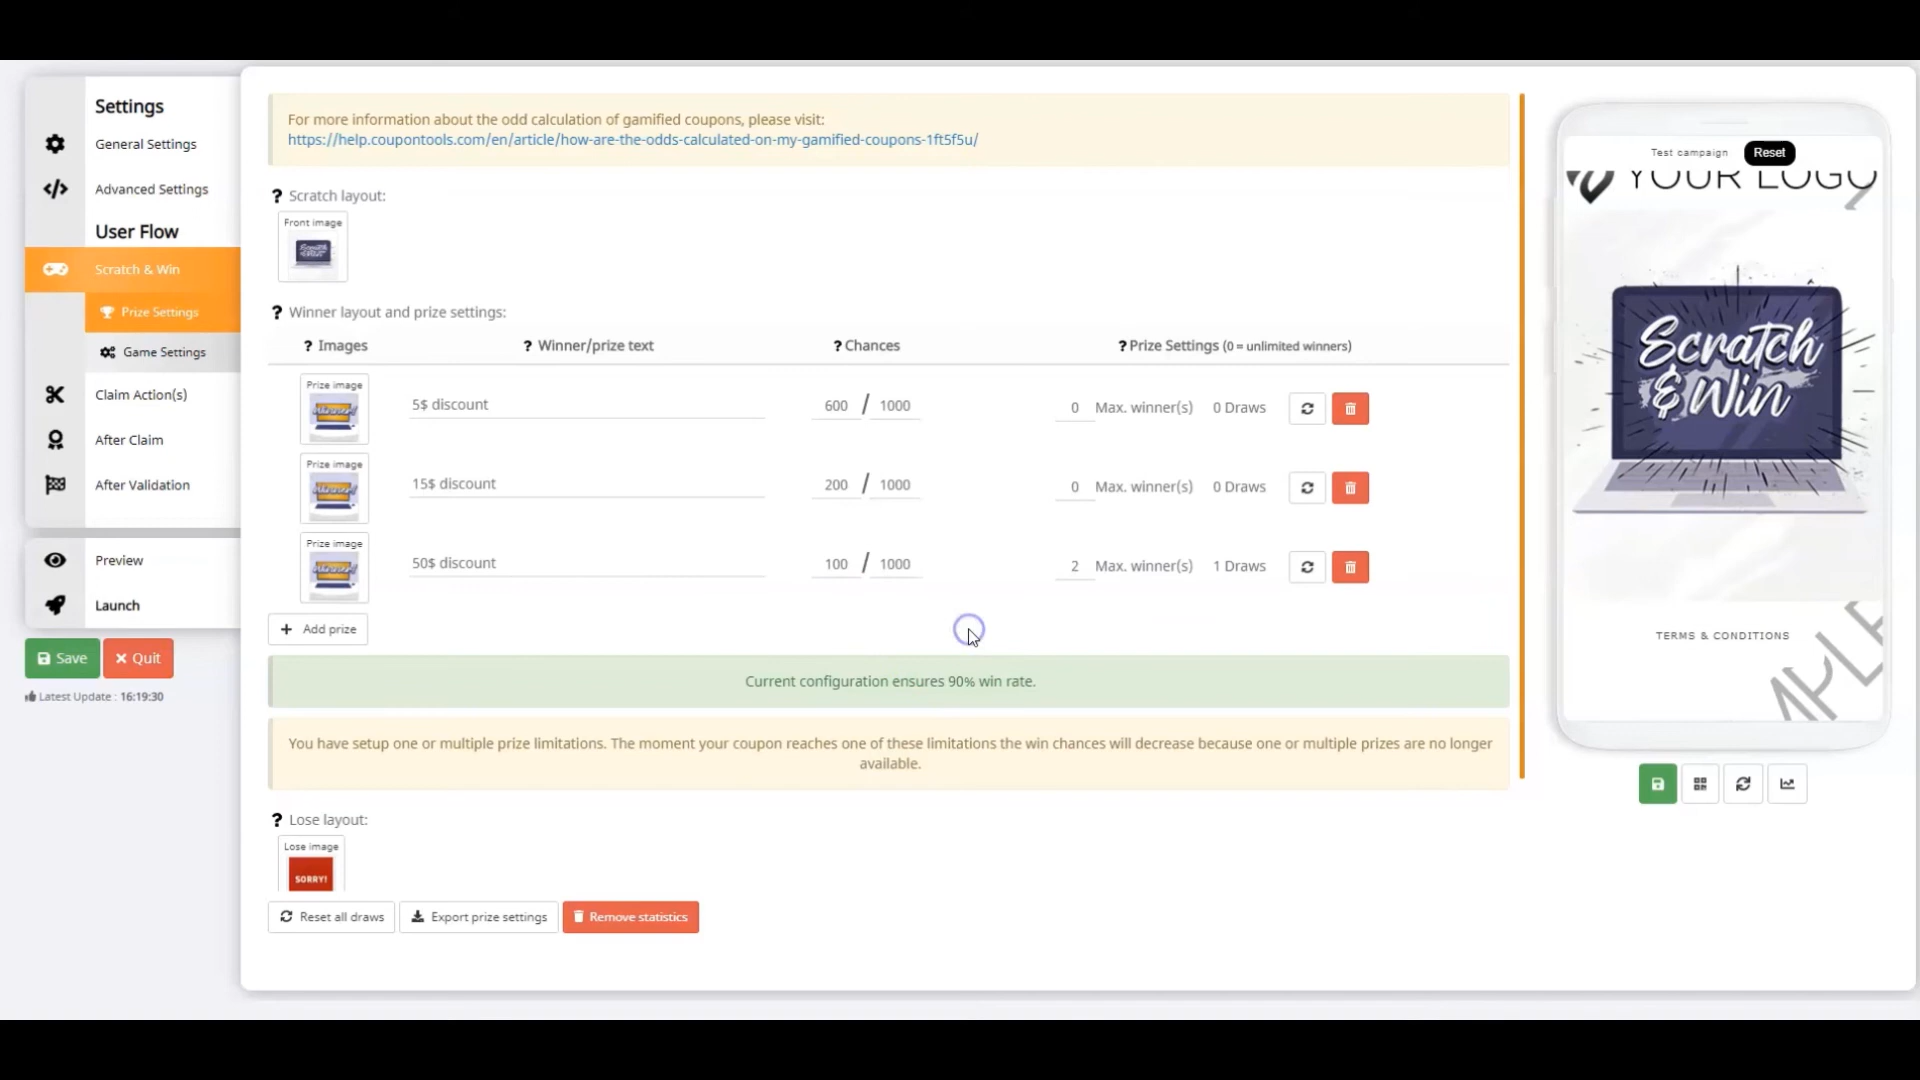 Settings
General Settings
Advanced Settings
User Flow
Scratch & Win
Prize Settings
Game Settings
Claim Action(s)
After Claim
After Validation
Preview
Launch
Save
Quit
Latest Update : 16:19:30
For more information about the odd calculation of gamified coupons, please visit:
https://help.coupontools.com/en/article/how-are-the-odds-calculated-on-my-gamified-coupons-1ft5f5u/
? Scratch layout:
Front image
Scratch & Win
? Winner layout and prize settings:
? Images ? Winner/prize text ? Chances ? Prize Settings (0 = unlimited winners)
Prize image
5$ discount 600 / 1000 0 Max. winner(s) 0 Draws
Prize image
15$ discount 200 / 1000 0 Max. winner(s) 0 Draws
Prize image
50$ discount 100 / 1000 2 Max. winner(s) 1 Draws
+ Add prize
Current configuration ensures 90% win rate.
You have setup one or multiple prize limitations. The moment your coupon reaches one of these limitations the win chances will decrease because one or multiple prizes are no longer
available.
? Lose layout:
Lose image
SORRY!
Reset all draws
Export prize settings
Remove statistics
Test campaign
Reset
YOUR LOGO
Scratch
& Win
TERMS & CONDITIONS